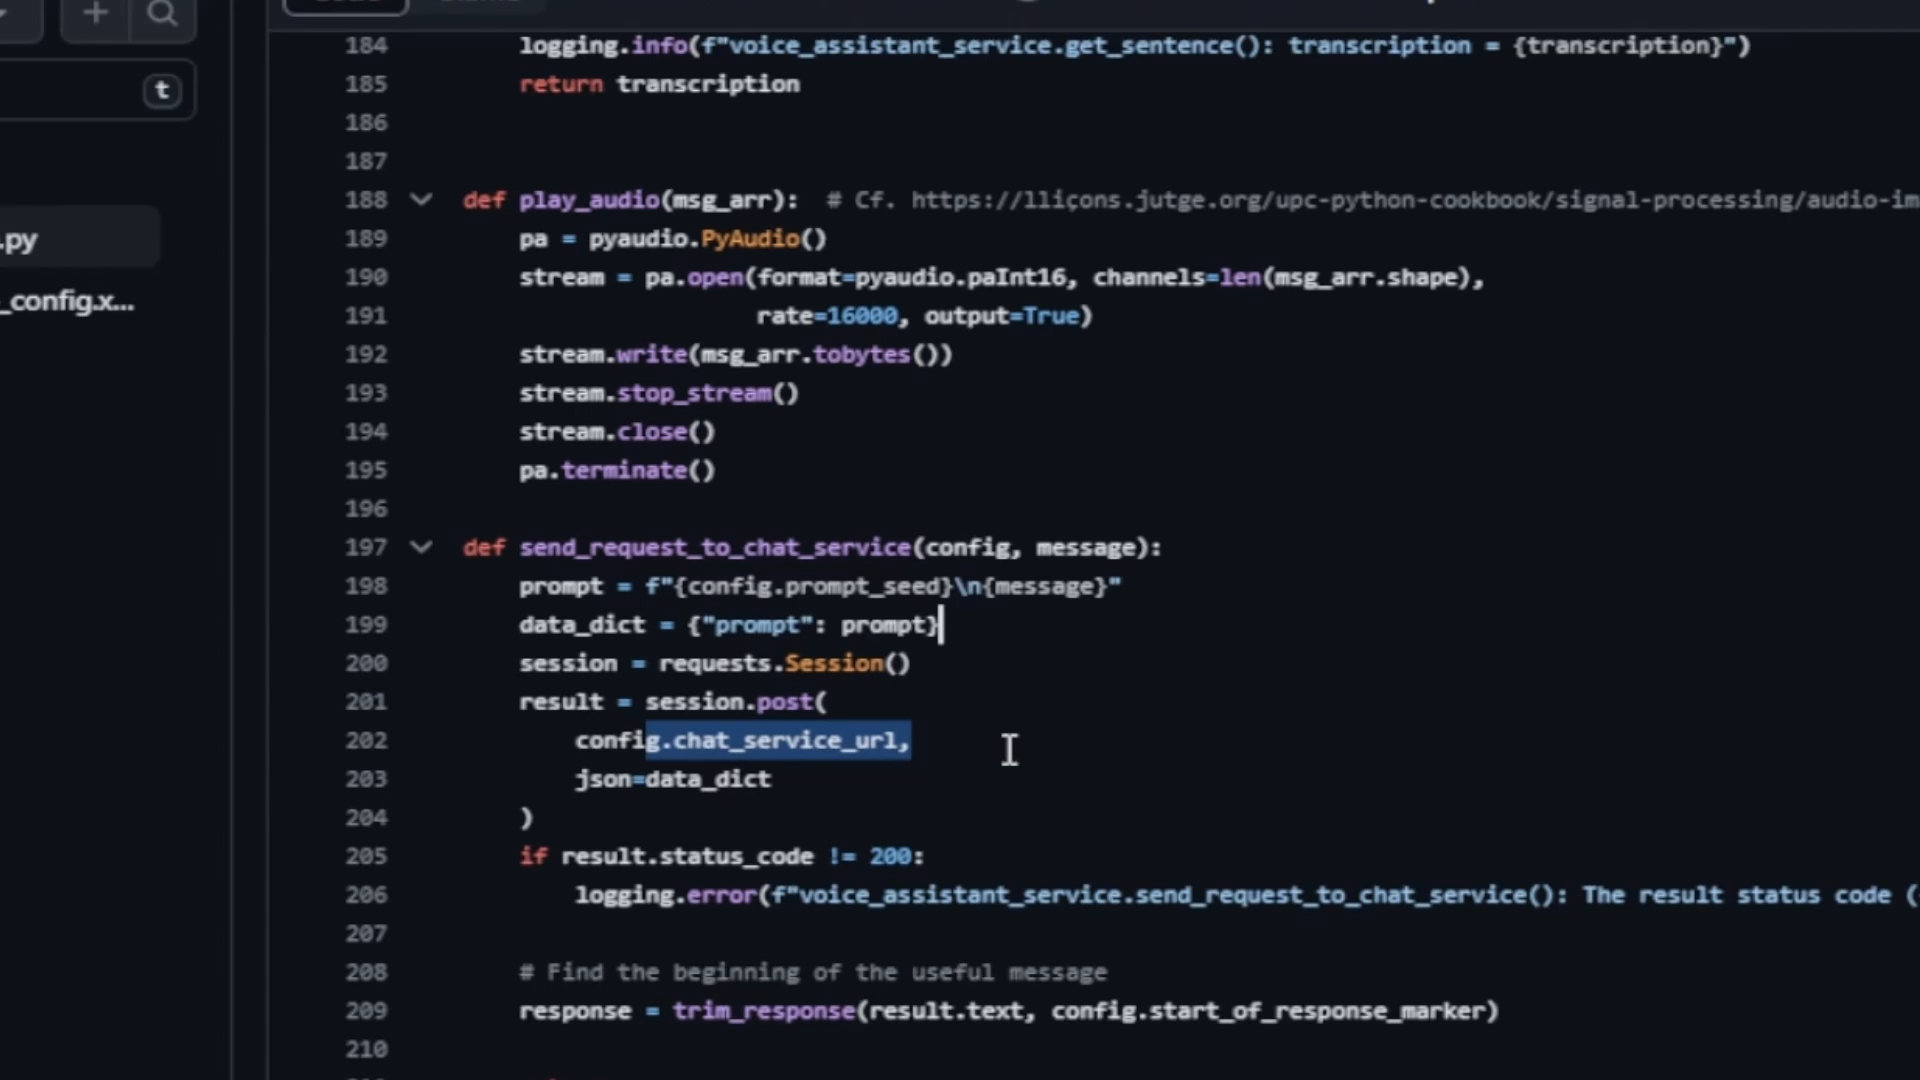 t
.py
_config.x...
184 logging.info(f"voice_assistant_service.get_sentence(): transcription = {transcription}")
185 return transcription
186
187
188 def play_audio(msg_arr):  # Cf. https://lliçons.jutge.org/upc-python-cookbook/signal-processing/audio-im
189 pa = pyaudio.PyAudio()
190 stream = pa.open(format=pyaudio.paInt16, channels=len(msg_arr.shape),
191 rate=16000, output=True)
192 stream.write(msg_arr.tobytes())
193 stream.stop_stream()
194 stream.close()
195 pa.terminate()
196
197 def send_request_to_chat_service(config, message):
198 prompt = f"{config.prompt_seed}\n{message}"
199 data_dict = {"prompt": prompt}
200 session = requests.Session()
201 result = session.post(
202 config.chat_service_url,
203 json=data_dict
204 )
205 if result.status_code != 200:
206 logging.error(f"voice_assistant_service.send_request_to_chat_service(): The result status code (
207
208 # Find the beginning of the useful message
209 response = trim_response(result.text, config.start_of_response_marker)
210